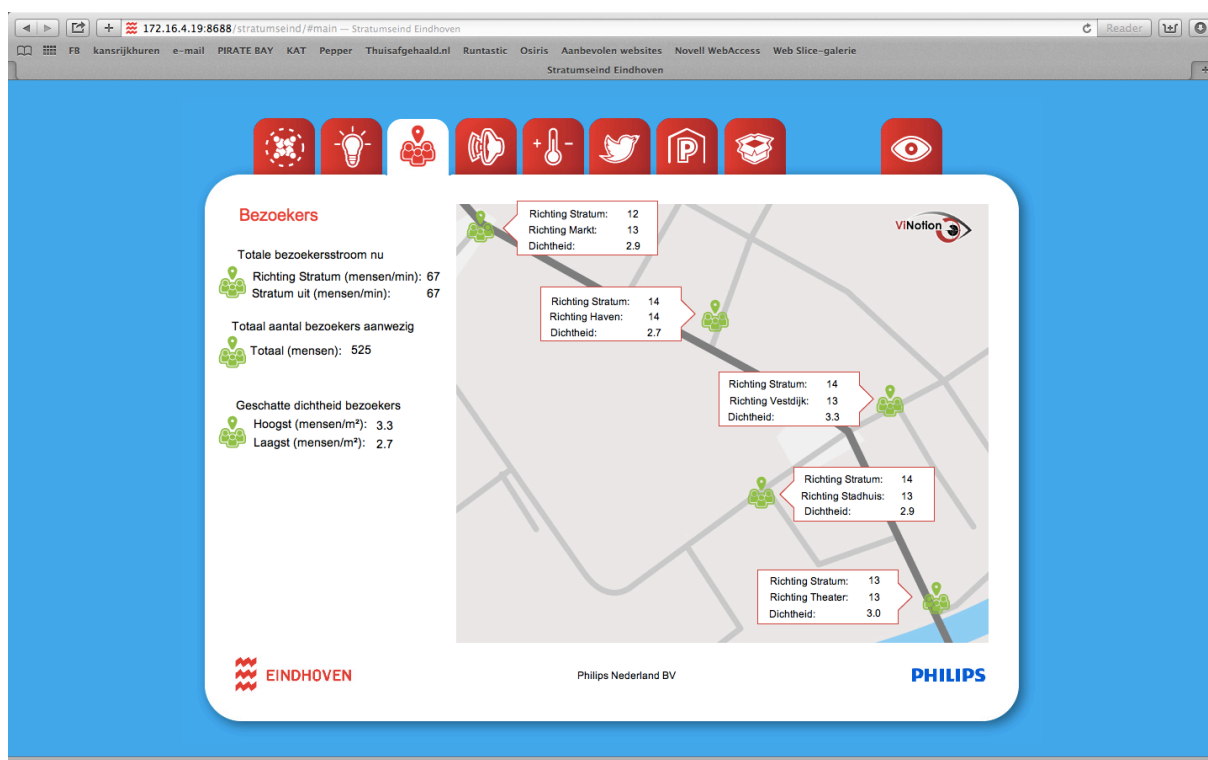 172.16.4.19:8688/stratumseind/#main — Stratumseind Eindhoven
Reader
FB kansrijkhuren e-mail PIRATE BAY KAT Pepper Thuisafgehaald.nl Runtastic Osiris Aanbevolen websites Novell WebAccess Web Slice-galerie
Stratumseind Eindhoven
P
Bezoekers
Totale bezoekersstroom nu
Richting Stratum (mensen/min): 67
Stratum uit (mensen/min): 67
Totaal aantal bezoekers aanwezig
Totaal (mensen): 525
Geschatte dichtheid bezoekers
Hoogst (mensen/m²): 3.3
Laagst (mensen/m²): 2.7
Richting Stratum: 12
Richting Markt: 13
Dichtheid: 2.9
ViNotion
Richting Stratum: 14
Richting Haven: 14
Dichtheid: 2.7
Richting Stratum: 14
Richting Vestdijk: 13
Dichtheid: 3.3
Richting Stratum: 14
Richting Stadhuis: 13
Dichtheid: 2.9
Richting Stratum: 13
Richting Theater: 13
Dichtheid: 3.0
EINDHOVEN
Philips Nederland BV
PHILIPS